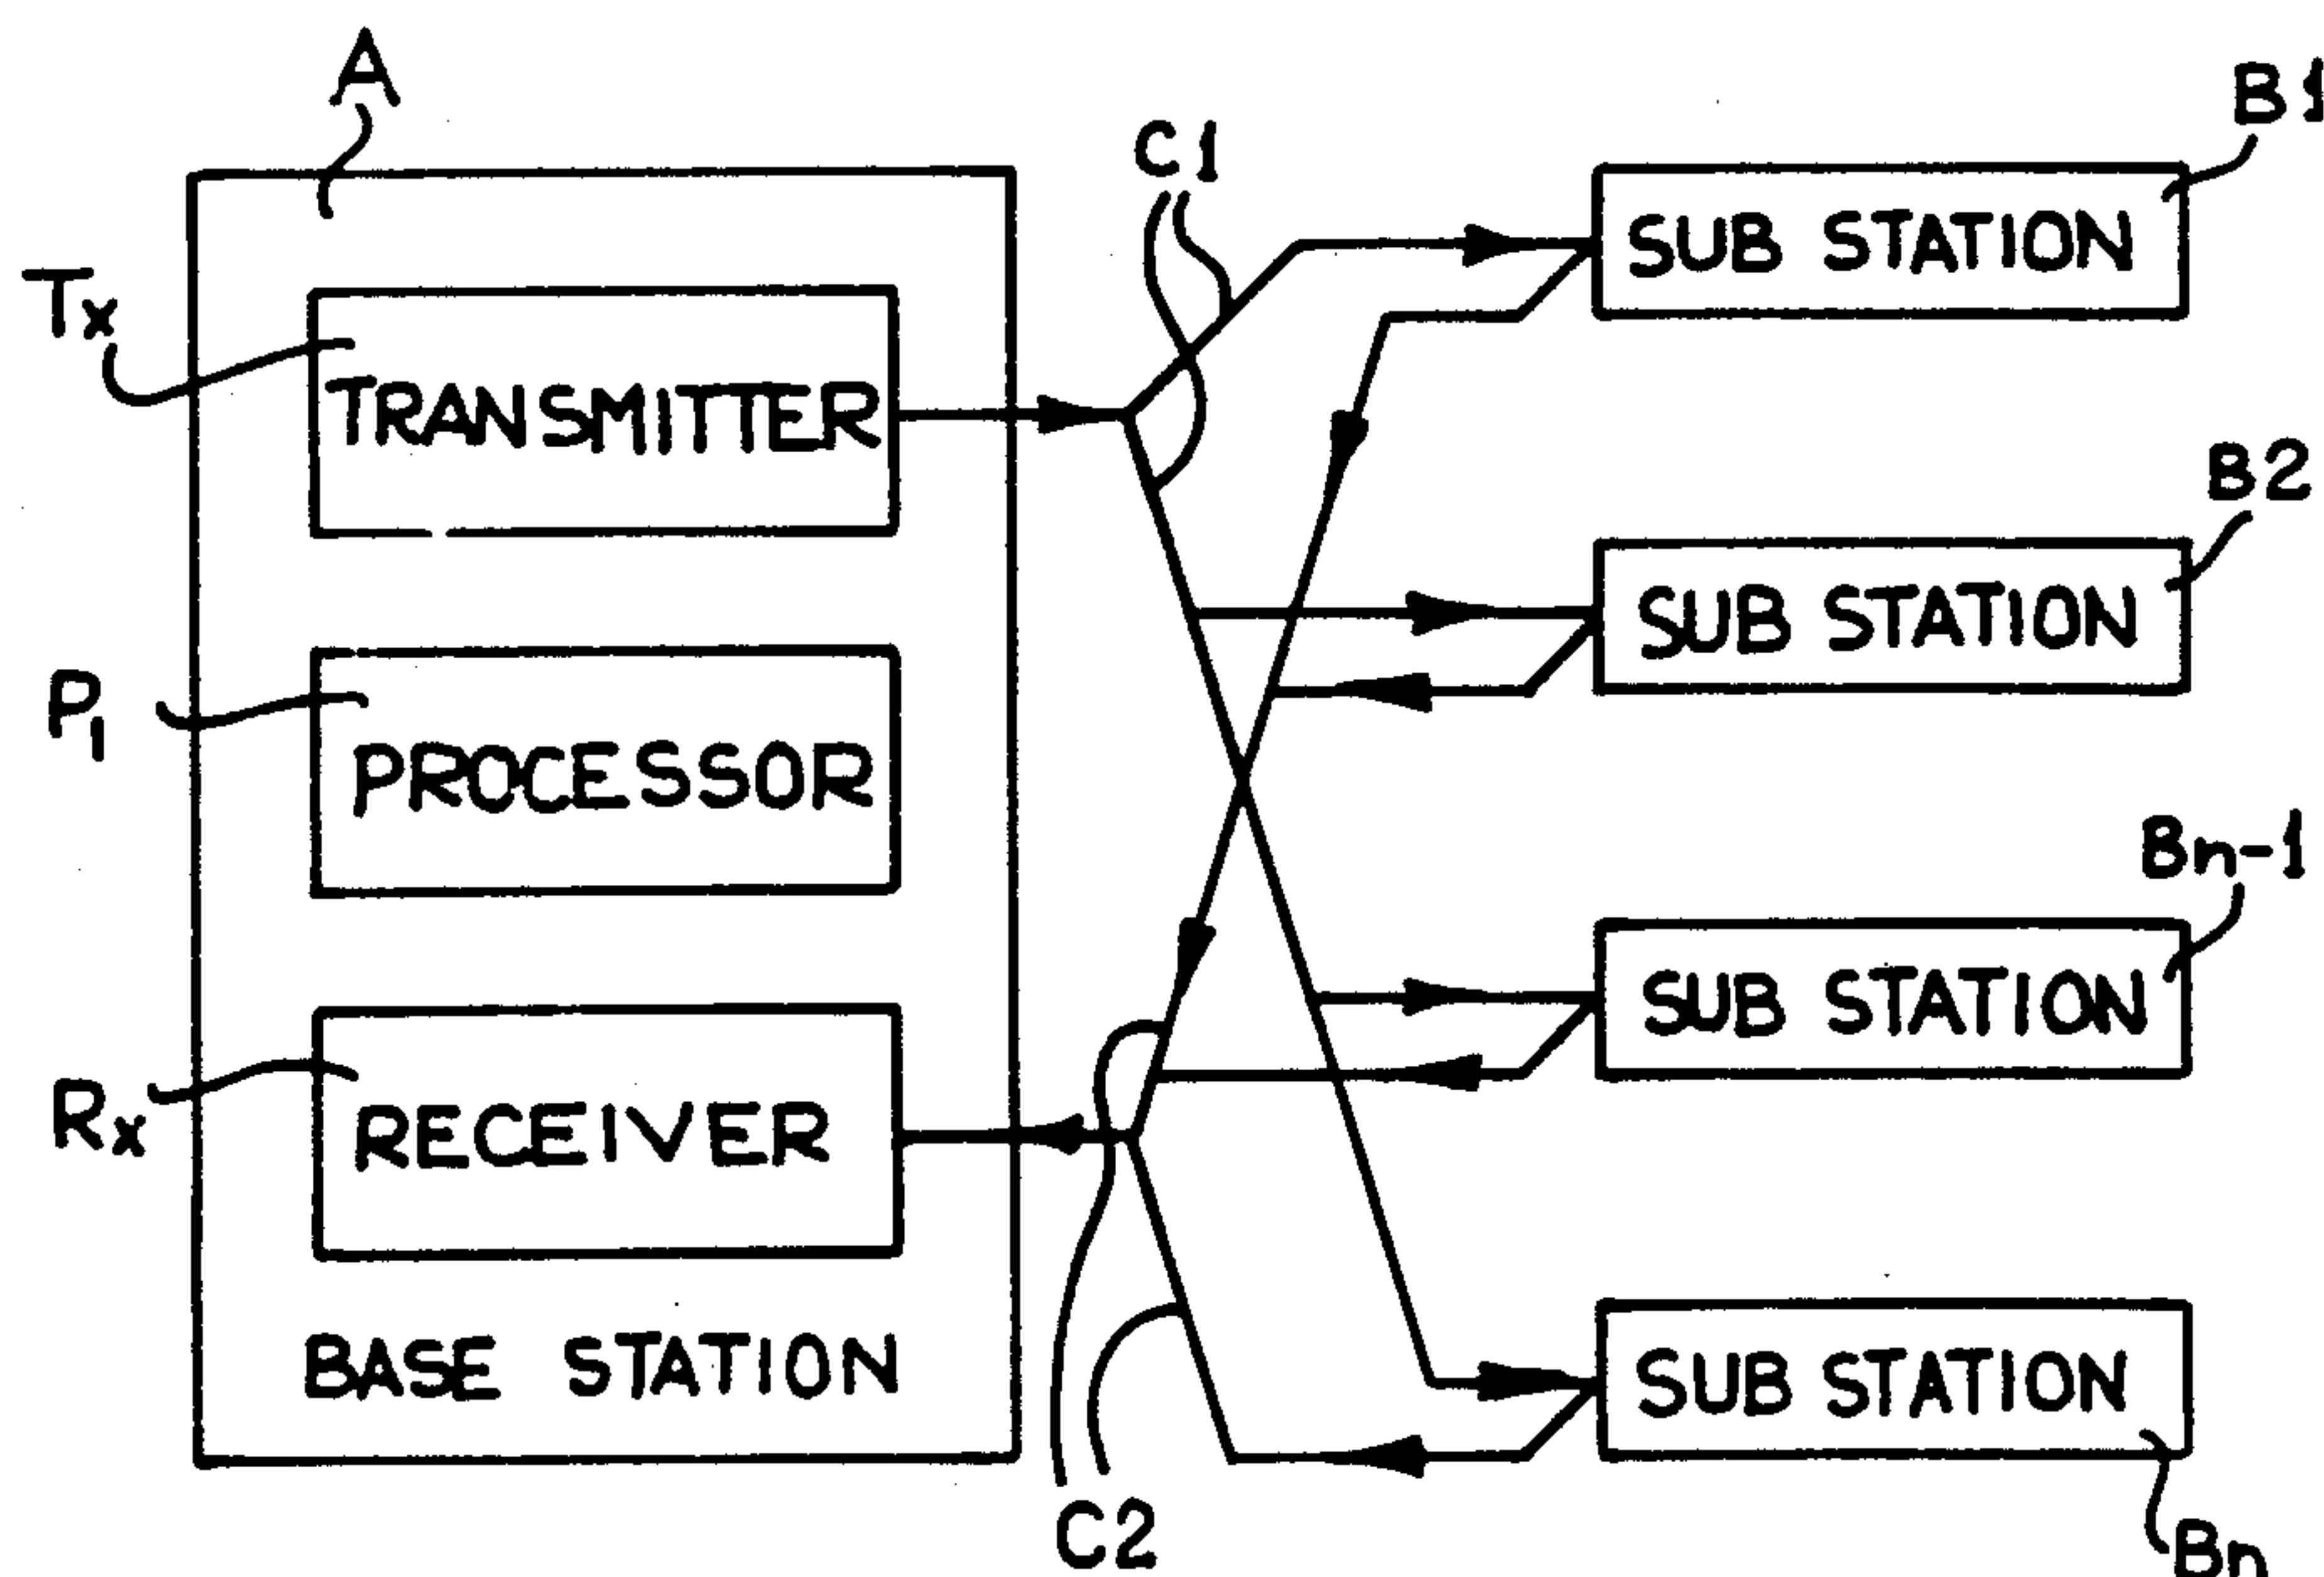 A
B1
C1
SUB STATION
Tx
TRANSMITTER
B2
SUB STATION
P1
PROCESSOR
Bn-1
SUB STATION
Rx
RECEIVER
BASE STATION
SUB STATION
C2
Bn